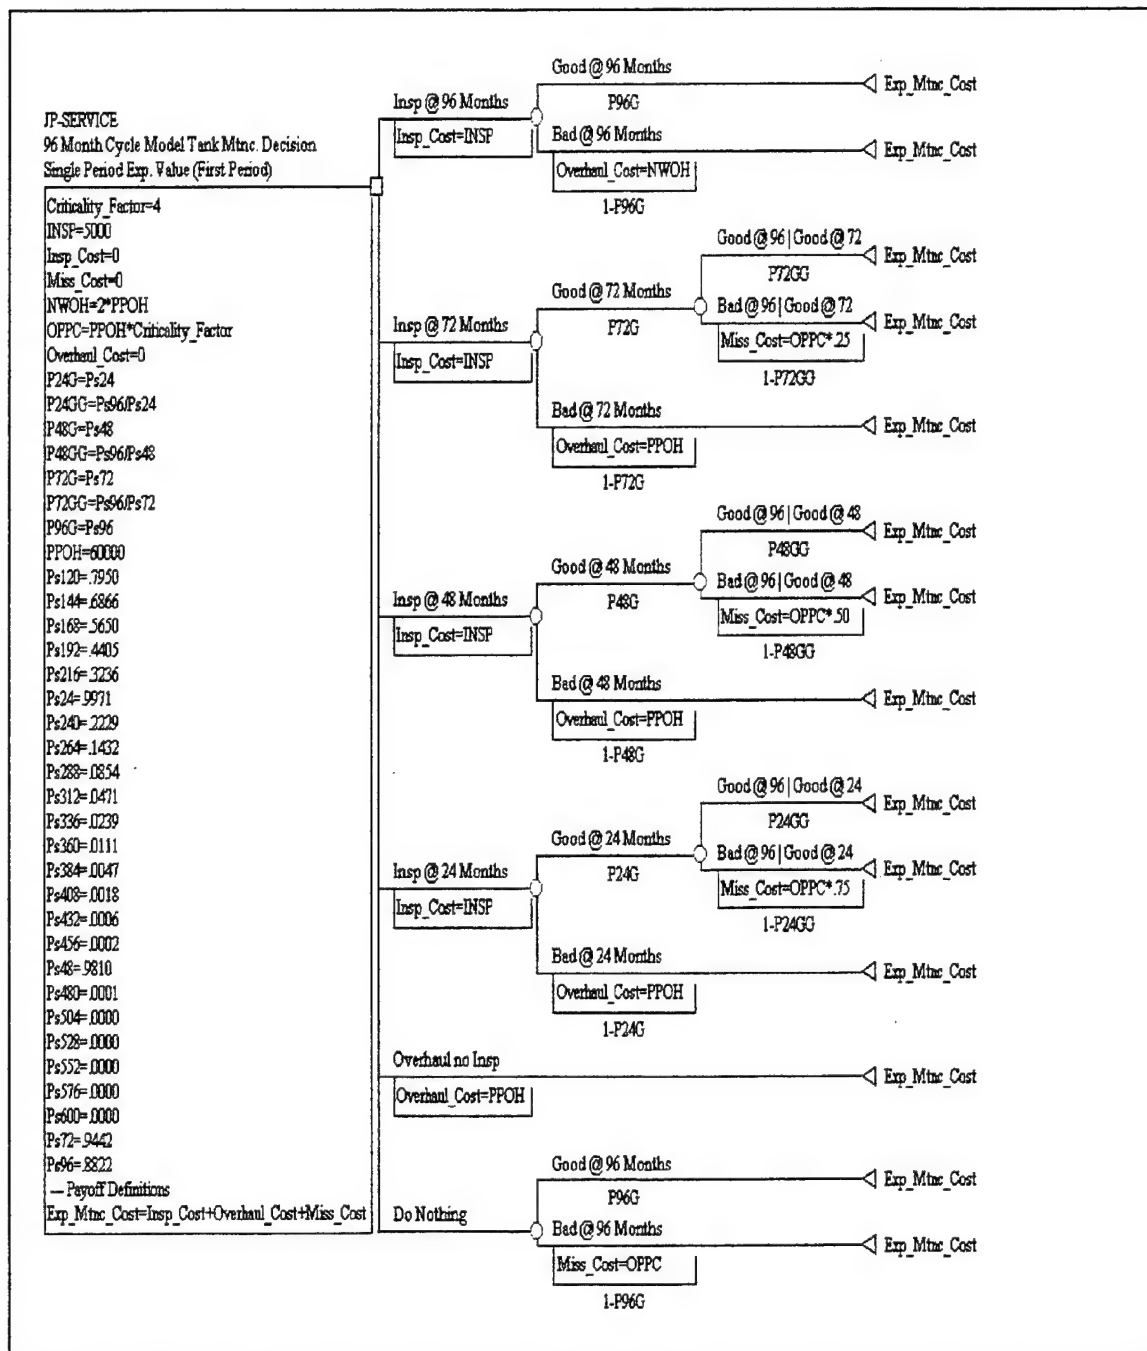 JP-SERVICE
96 Month Cycle Model Tank Mtnc. Decision
Single Period Exp. Value (First Period)
Criticality_Factor=4
INSP=5000
Insp_Cost=0
Miss_Cost=0
NWOH=2*PPOH
OPPC=PPOH*Criticality_Factor
Overhaul_Cost=0
P24G=Ps24
P24GG=Ps96/Ps24
P48G=Ps48
P48GG=Ps96/Ps48
P72G=Ps72
P72GG=Ps96/Ps72
P96G=Ps96
PPOH=60000
Ps120=.7950
Ps144=.6866
Ps168=.5650
Ps192=.4405
Ps216=.3236
Ps24=.9971
Ps240=.2229
Ps264=.1432
Ps288=.0854
Ps312=.0471
Ps336=.0239
Ps360=.0111
Ps384=.0047
Ps408=.0018
Ps432=.0006
Ps456=.0002
Ps48=.9810
Ps480=.0001
Ps504=.0000
Ps528=.0000
Ps552=.0000
Ps576=.0000
Ps600=.0000
Ps72=.9442
Ps96=.8822
— Payoff Definitions
Exp_Mtnc_Cost=Insp_Cost+Overhaul_Cost+Miss_Cost
Insp @ 96 Months
Insp_Cost=INSP
Good @ 96 Months
P96G
Exp_Mtnc_Cost
Bad @ 96 Months
Overhaul_Cost=NWOH
1-P96G
Exp_Mtnc_Cost
Insp @ 72 Months
Insp_Cost=INSP
Good @ 72 Months
P72G
Good @ 96 | Good @ 72
P72GG
Exp_Mtnc_Cost
Bad @ 96 | Good @ 72
Miss_Cost=OPPC*.25
1-P72GG
Exp_Mtnc_Cost
Bad @ 72 Months
Overhaul_Cost=PPOH
1-P72G
Exp_Mtnc_Cost
Insp @ 48 Months
Insp_Cost=INSP
Good @ 48 Months
P48G
Good @ 96 | Good @ 48
P48GG
Exp_Mtnc_Cost
Bad @ 96 | Good @ 48
Miss_Cost=OPPC*.50
1-P48GG
Exp_Mtnc_Cost
Bad @ 48 Months
Overhaul_Cost=PPOH
1-P48G
Exp_Mtnc_Cost
Insp @ 24 Months
Insp_Cost=INSP
Good @ 24 Months
P24G
Good @ 96 | Good @ 24
P24GG
Exp_Mtnc_Cost
Bad @ 96 | Good @ 24
Miss_Cost=OPPC*.75
1-P24GG
Exp_Mtnc_Cost
Bad @ 24 Months
Overhaul_Cost=PPOH
1-P24G
Exp_Mtnc_Cost
Overhaul no Insp
Overhaul_Cost=PPOH
Exp_Mtnc_Cost
Do Nothing
Good @ 96 Months
P96G
Exp_Mtnc_Cost
Bad @ 96 Months
Miss_Cost=OPPC
1-P96G
Exp_Mtnc_Cost